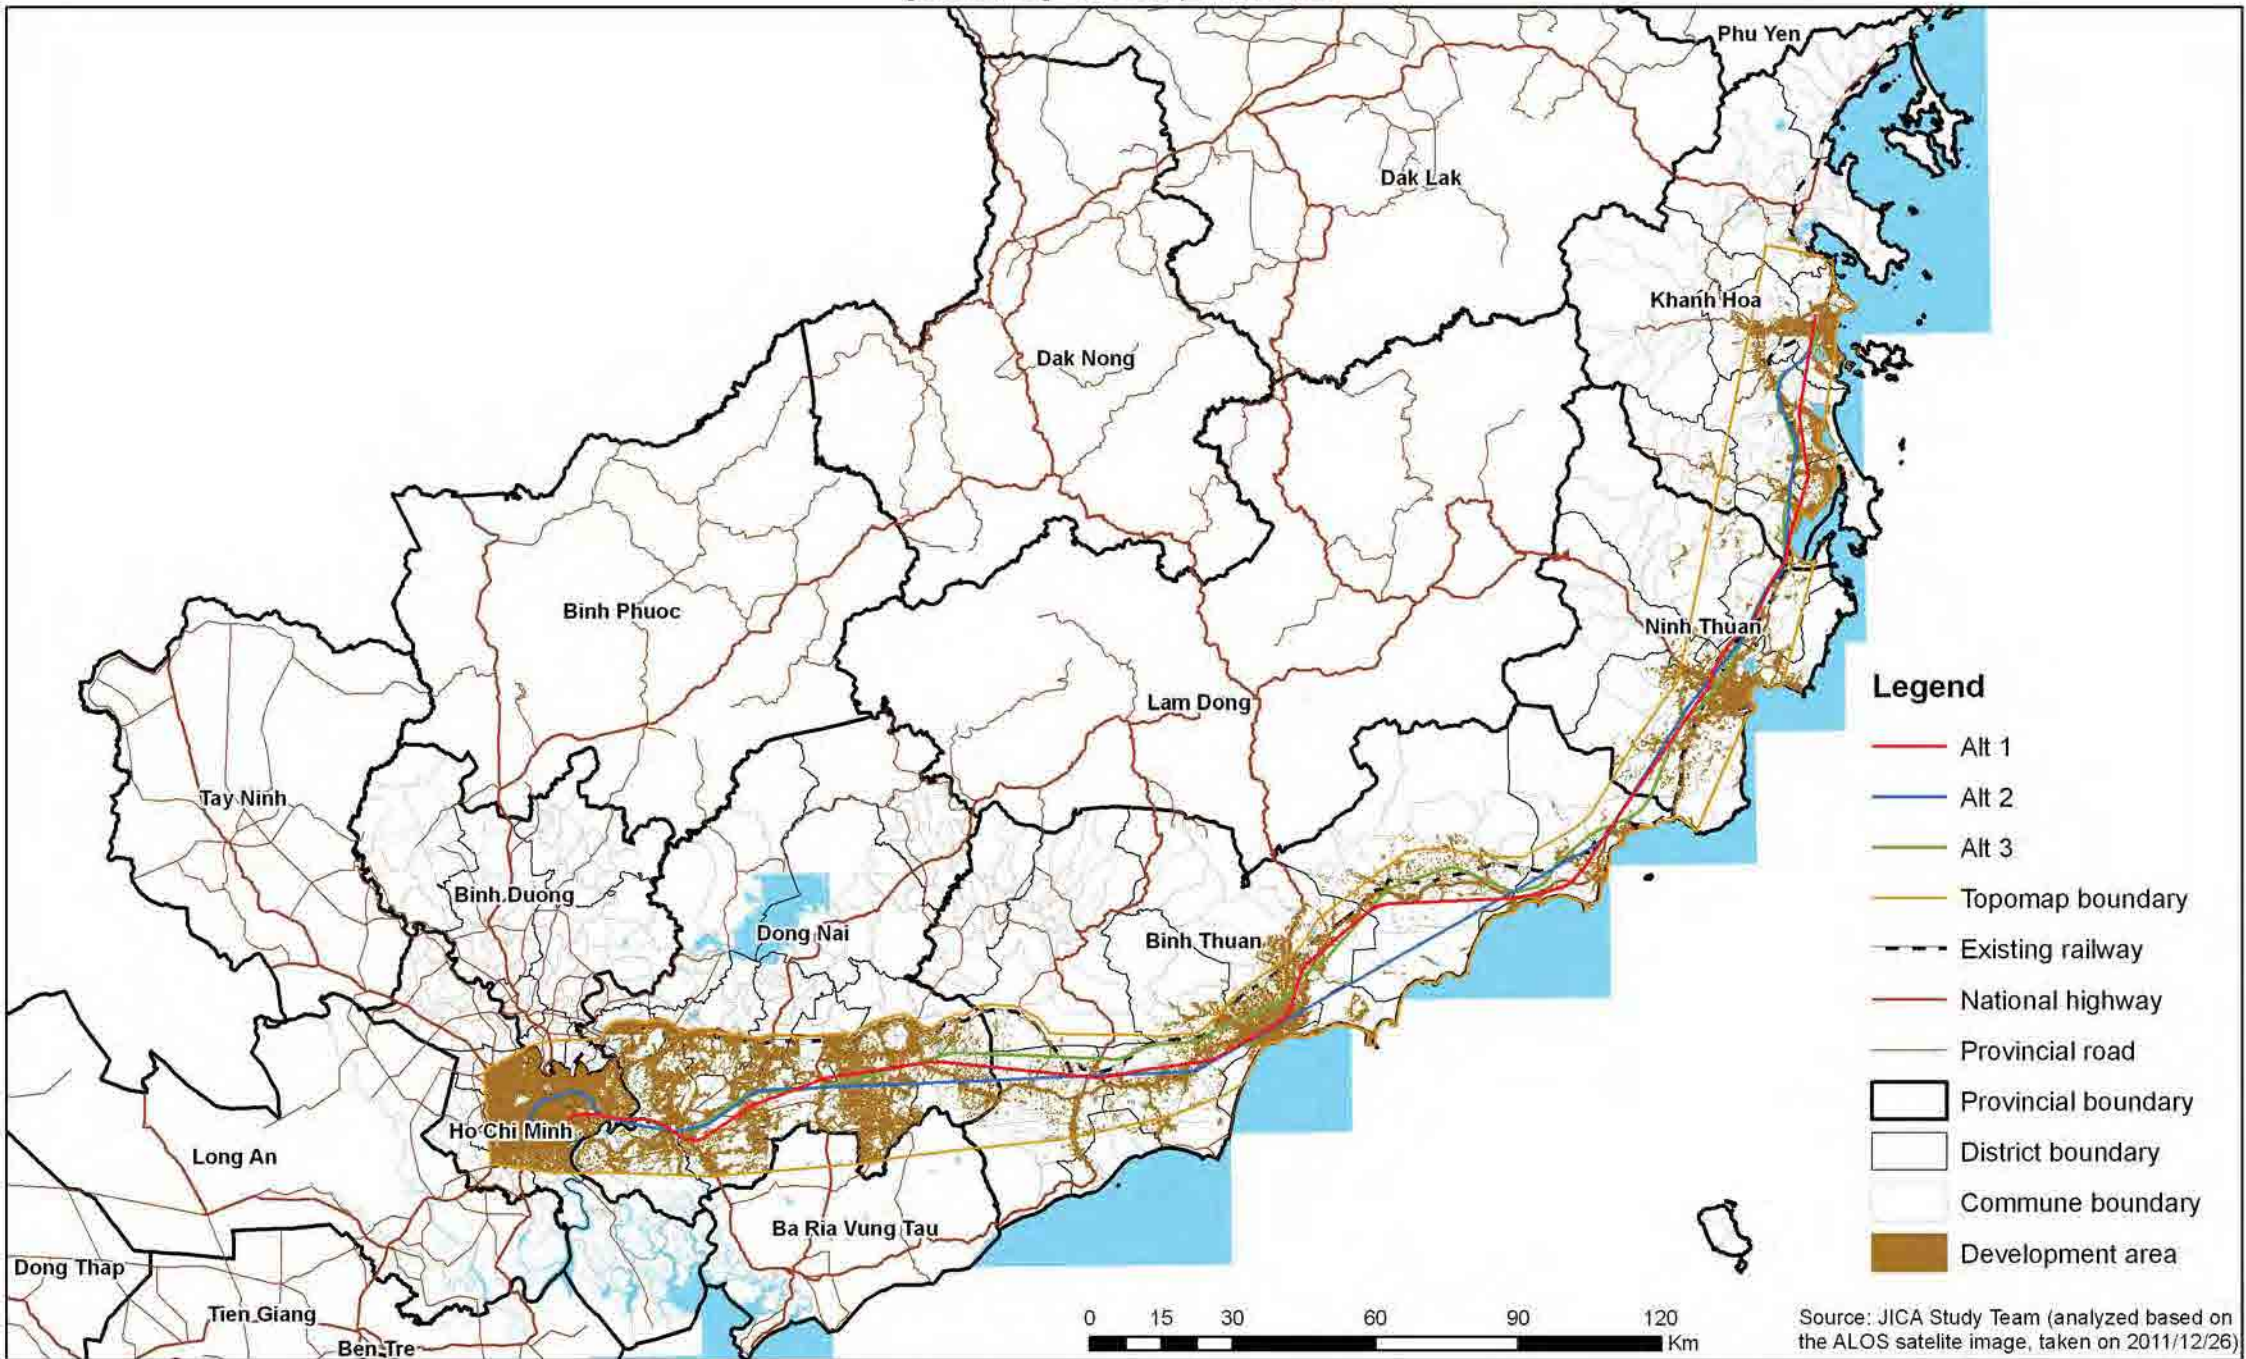 Phu Yen
Dak Lak
Khanh Hoa
Dak Nong
Binh Phuoc
Ninh Thuan
Lam Dong
Tay Ninh
Binh Duong
Dong Nai
Binh Thuan
Ho Chi Minh
Long An
Ba Ria Vung Tau
Dong Thap
Tien Giang
Ben Tre
Legend
Alt 1
Alt 2
Alt 3
Topomap boundary
Existing railway
National highway
Provincial road
Provincial boundary
District boundary
Commune boundary
Development area
0 15 30 60 90 120
Km
Source: JICA Study Team (analyzed based on
the ALOS satelite image, taken on 2011/12/26)